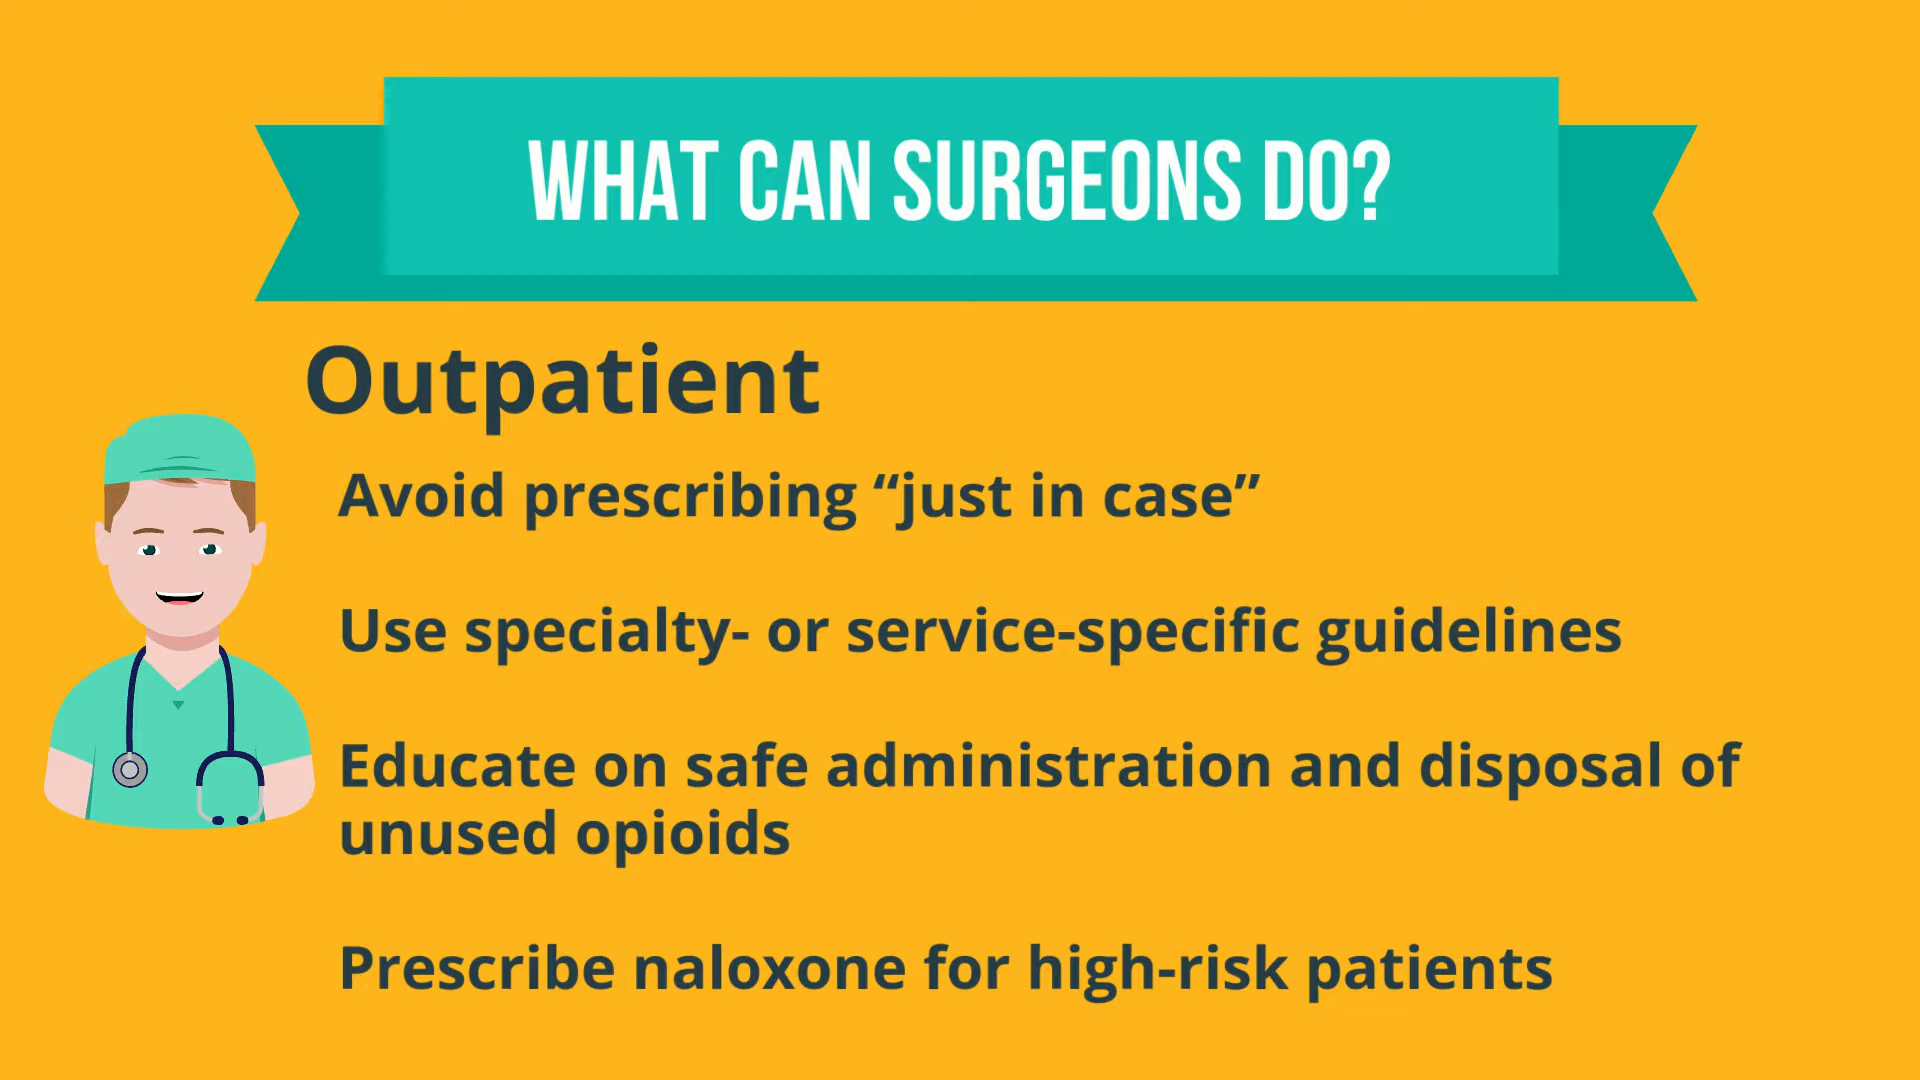 WHAT CAN SURGEONS DO?
Outpatient
Avoid prescribing “just in case”
Use specialty- or service-specific guidelines
Educate on safe administration and disposal of
unused opioids
Prescribe naloxone for high-risk patients